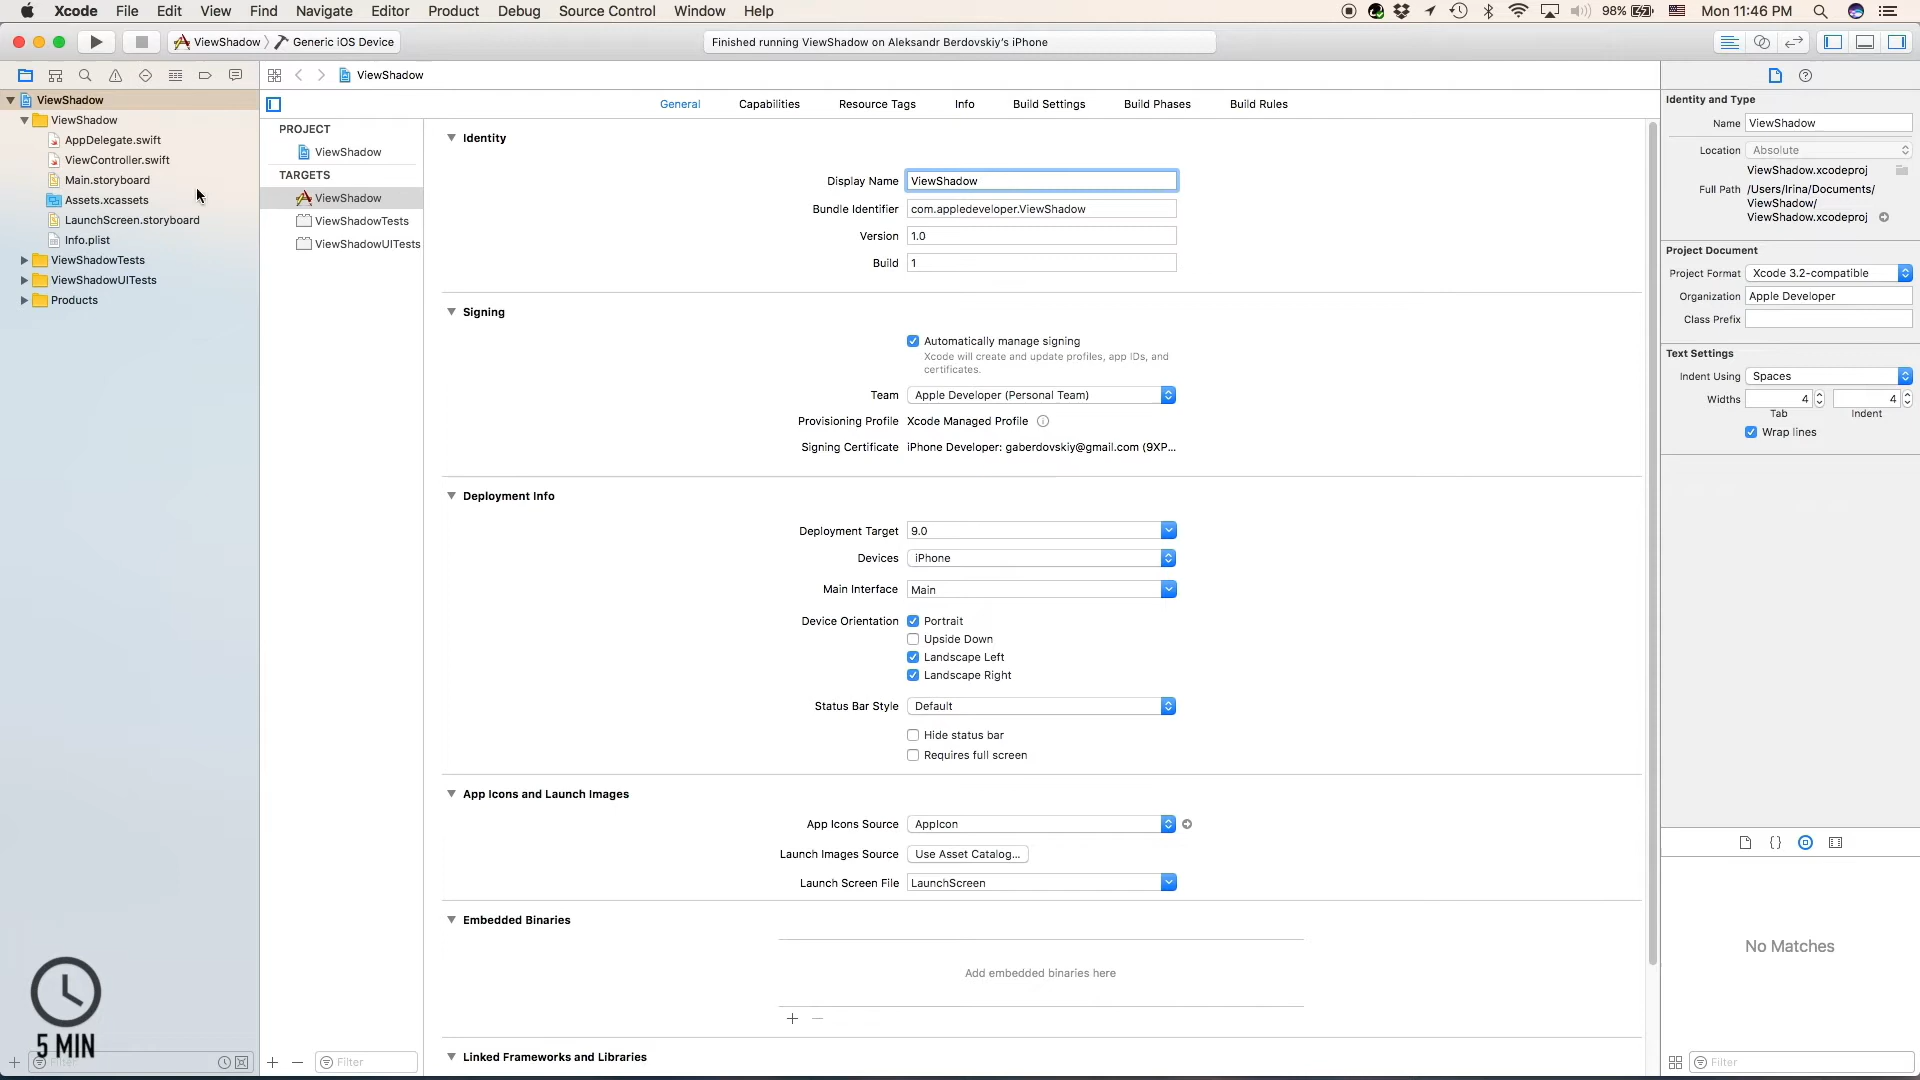 Xcode File Edit View Find Navigate Editor Product Debug Source Control Window Help 98% Mon 11:46 PM
ViewShadow Generic iOS Device Finished running ViewShadow on Aleksandr Berdovskiy's iPhone
ViewShadow
ViewShadow
ViewShadow
AppDelegate.swift
ViewController.swift
Main.storyboard
Assets.xcassets
LaunchScreen.storyboard
Info.plist
ViewShadowTests
ViewShadowUITests
Products
5 MIN
Filter
General Capabilities Resource Tags Info Build Settings Build Phases Build Rules
PROJECT
ViewShadow
TARGETS
ViewShadow
ViewShadowTests
ViewShadowUITests
Filter
Identity
Display Name ViewShadow
Bundle Identifier com.appledeveloper.ViewShadow
Version 1.0
Build 1
Signing
Automatically manage signing
Xcode will create and update profiles, app IDs, and
certificates.
Team Apple Developer (Personal Team)
Provisioning Profile Xcode Managed Profile
Signing Certificate iPhone Developer: gaberdovskiy@gmail.com (9XP...
Deployment Info
Deployment Target 9.0
Devices iPhone
Main Interface Main
Device Orientation Portrait
Upside Down
Landscape Left
Landscape Right
Status Bar Style Default
Hide status bar
Requires full screen
App Icons and Launch Images
App Icons Source AppIcon
Launch Images Source Use Asset Catalog...
Launch Screen File LaunchScreen
Embedded Binaries
Add embedded binaries here
Linked Frameworks and Libraries
Identity and Type
Name ViewShadow
Location Absolute
ViewShadow.xcodeproj
Full Path /Users/Irina/Documents/
ViewShadow/
ViewShadow.xcodeproj
Project Document
Project Format Xcode 3.2-compatible
Organization Apple Developer
Class Prefix
Text Settings
Indent Using Spaces
Widths 4 4
Tab Indent
Wrap lines
No Matches
Filter